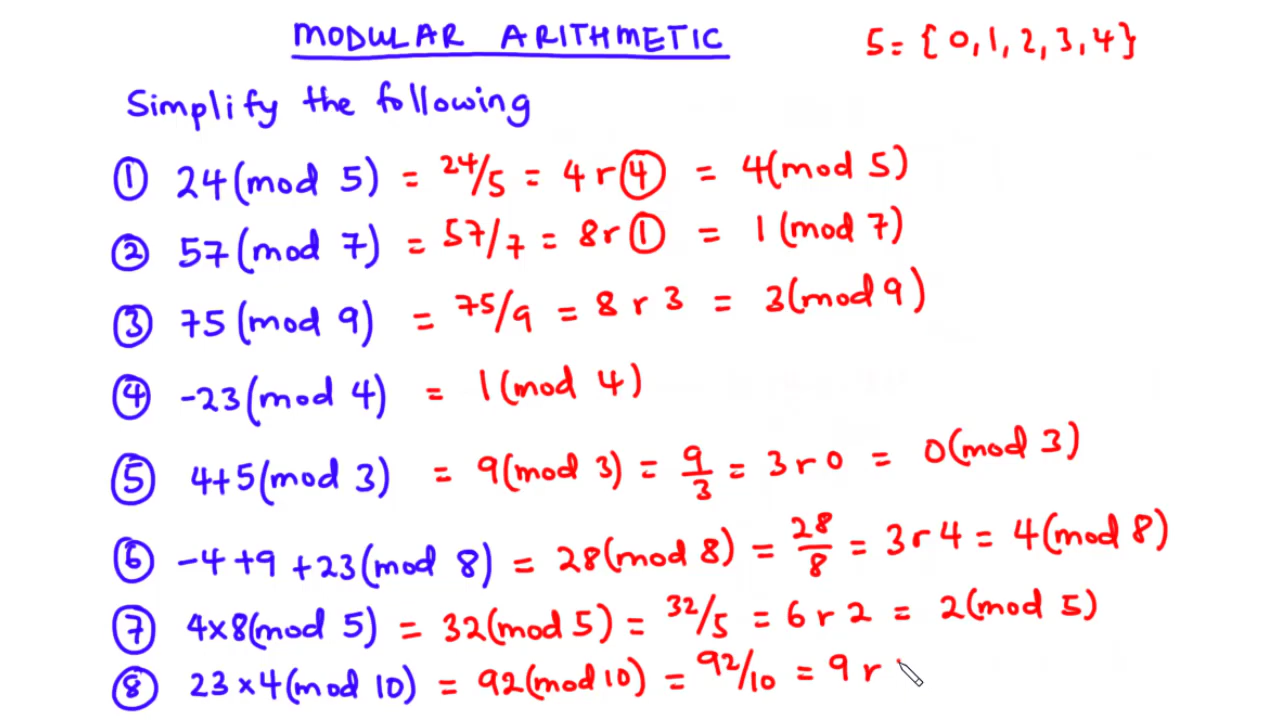 MODULAR ARITHMETIC
5 = { 0, 1, 2, 3, 4 }
Simplify the following
① 24 (mod 5) = 24/5 = 4 r ④ = 4(mod 5)
② 57 (mod 7) = 57/7 = 8 r ① = 1 (mod 7)
③ 75 (mod 9) = 75/9 = 8 r 3 = 3(mod 9)
④ -23 (mod 4) = 1 (mod 4)
⑤ 4+5(mod 3) = 9(mod 3) = 9/3 = 3 r 0 = 0(mod 3)
⑥ -4+9+23(mod 8) = 28(mod 8) = 28/8 = 3 r 4 = 4(mod 8)
⑦ 4×8(mod 5) = 32(mod 5) = 32/5 = 6 r 2 = 2(mod 5)
⑧ 23×4(mod 10) = 92(mod 10) = 92/10 = 9 r